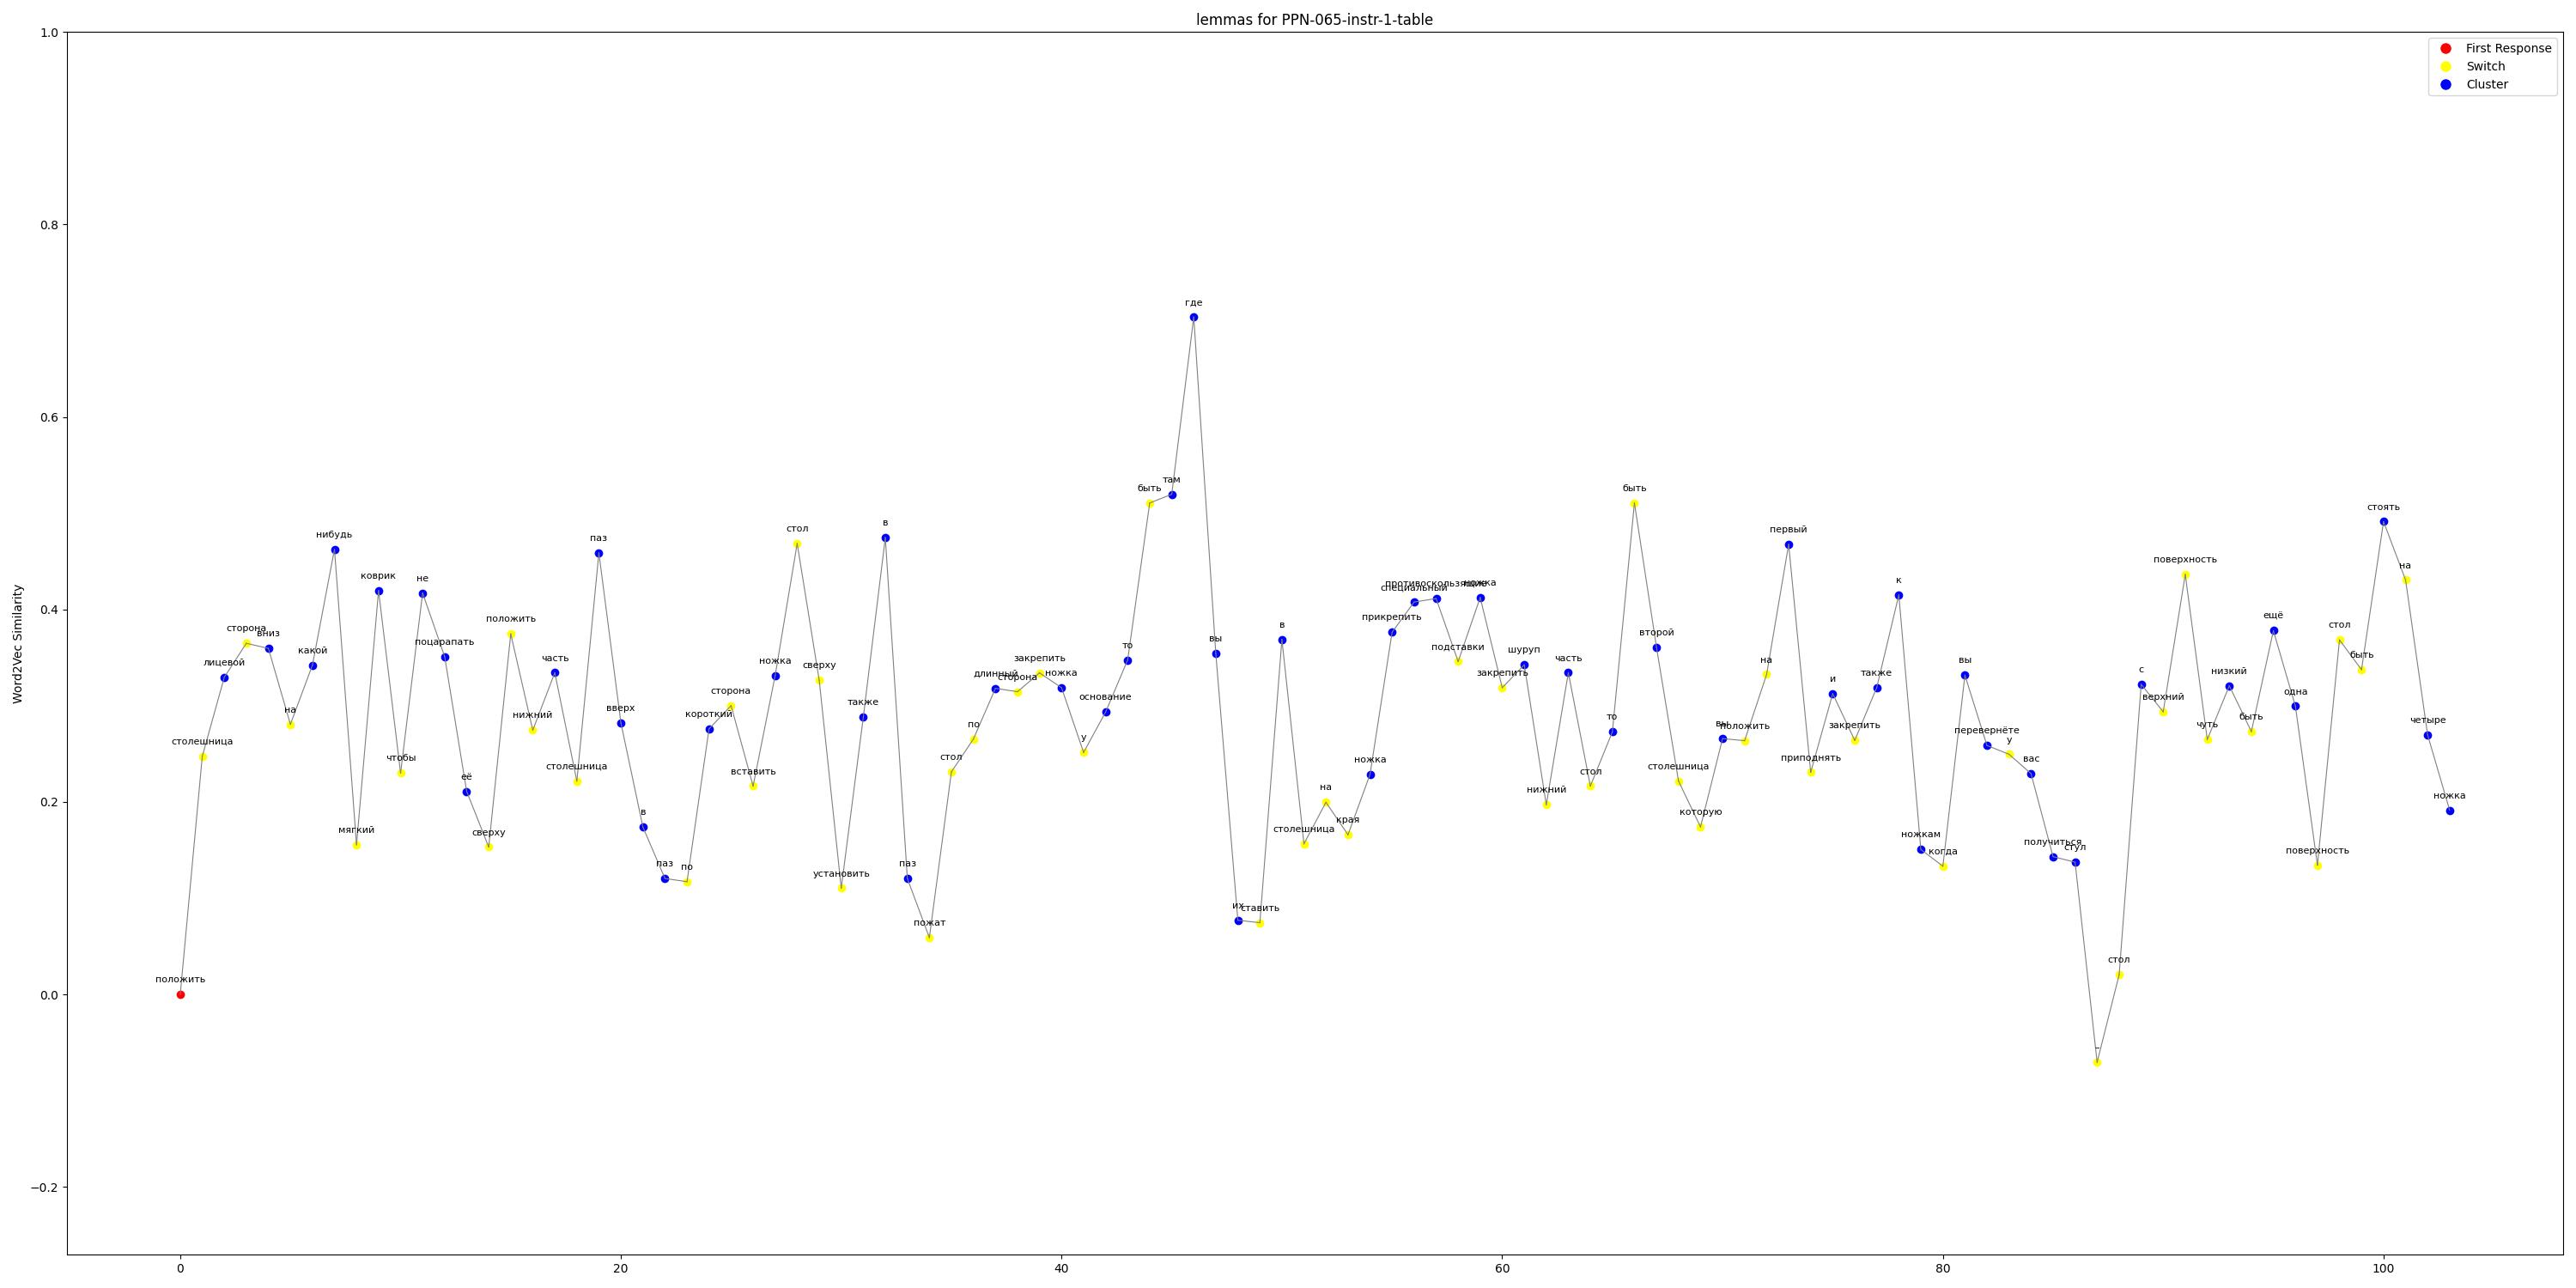 lemmas for PPN-065-instr-1-table
First Response
Switch
Cluster
Word2Vec Similarity
1.0
0.8
0.6
0.4
0.2
0.0
−0.2
положить
столешница
лицевой
сторона
вниз
на
какой
нибудь
мягкий
коврик
чтобы
не
поцарапать
её
сверху
положить
нижний
часть
столешница
паз
вверх
в
паз
по
короткий
сторона
вставить
ножка
стол
сверху
установить
также
в
паз
пожат
стол
по
длинный
сторона
закрепить
ножка
у
основание
то
быть
там
где
вы
их
ставить
в
столешница
на
края
ножка
прикрепить
специальный
противоскользящие
подставки
ножка
закрепить
шуруп
нижний
часть
стол
то
быть
второй
столешница
которую
вы
положить
на
первый
приподнять
и
закрепить
также
к
ножкам
когда
вы
перевернёте
у
вас
получиться
стул
–
стол
с
верхний
поверхность
чуть
низкий
быть
ещё
одна
поверхность
стол
быть
стоять
на
четыре
ножка
0
20
40
60
80
100